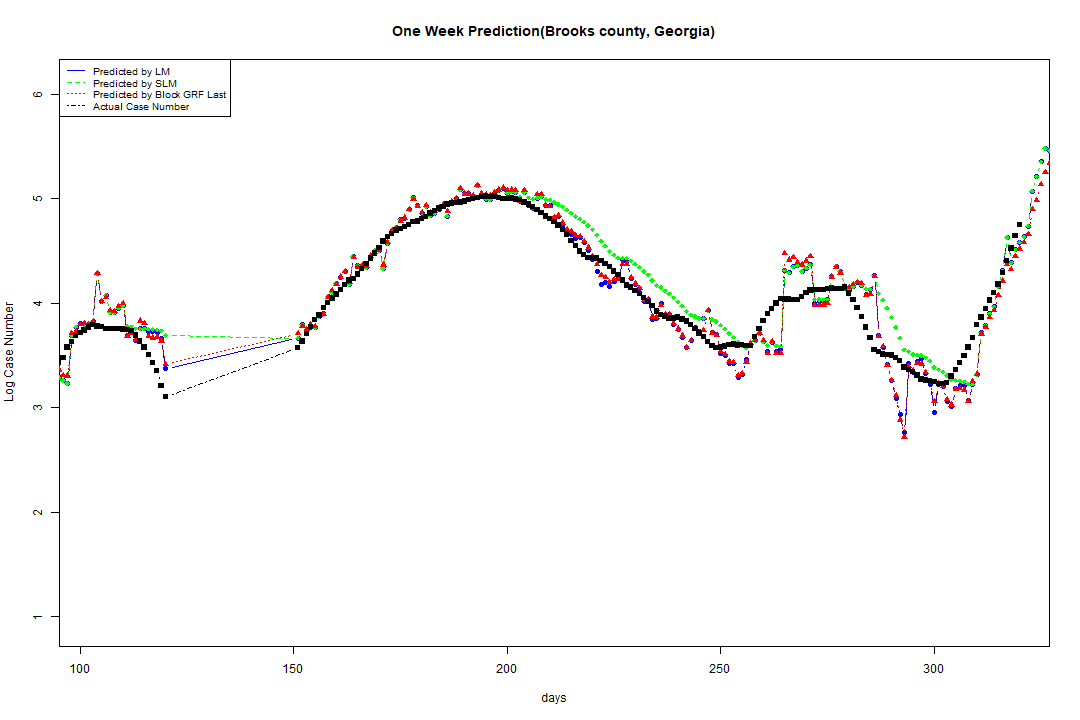 One Week Prediction(Brooks county, Georgia)
Predicted by LM
Predicted by SLM
Predicted by Block GRF Last
Actual Case Number
6
5
4
3
2
1
Log Case Number
100 150 200 250 300
days